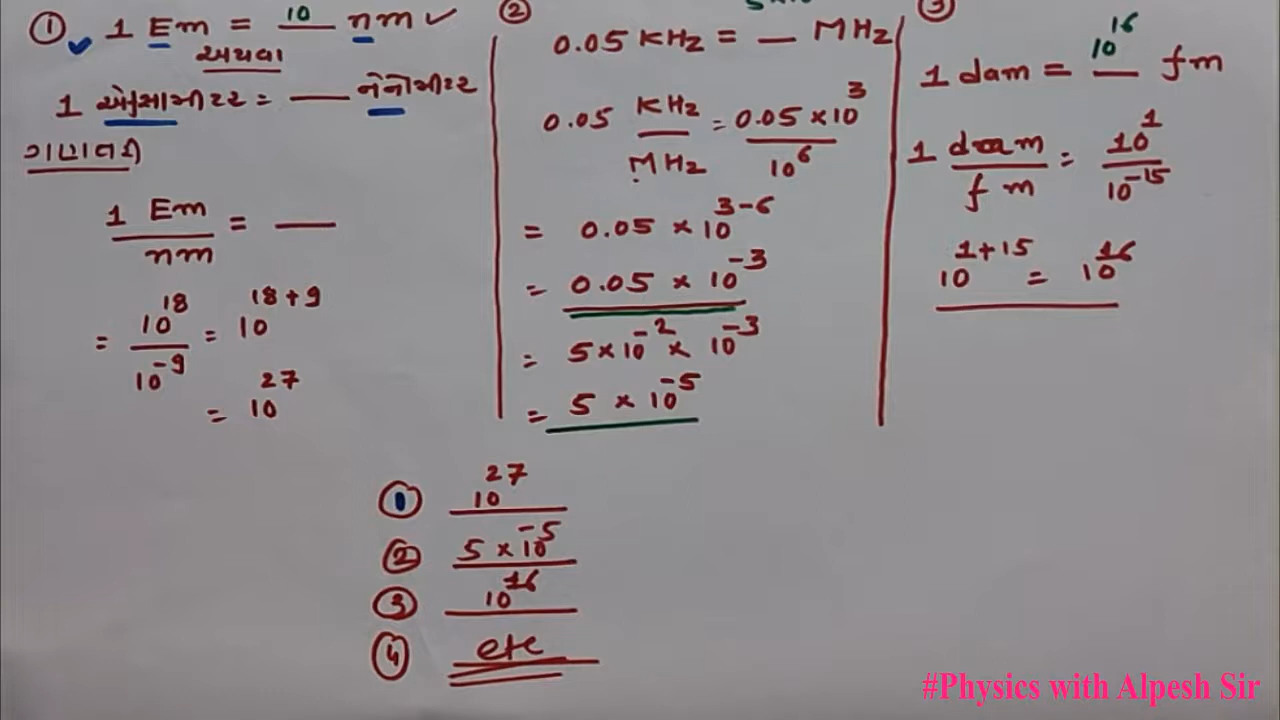 ① 1 Em = 10 nm
અથવા
1 એક્સામીટર = __ નેનોમીટર
ગણતરી
1 Em / nm = __
= 10^18 / 10^-9 = 10^18+9
= 10^27
②
0.05 KHz = __ MHz
0.05 KHz / MHz = 0.05 × 10^3 / 10^6
= 0.05 × 10^3-6
= 0.05 × 10^-3
= 5 × 10^-2 × 10^-3
= 5 × 10^-5
③
1 dam = 10^16 fm
1 dam / fm = 10^1 / 10^-15
10^1+15 = 10^16
① 10^27
② 5 × 10^-5
③ 10^16
④ etc
#Physics with Alpesh Sir